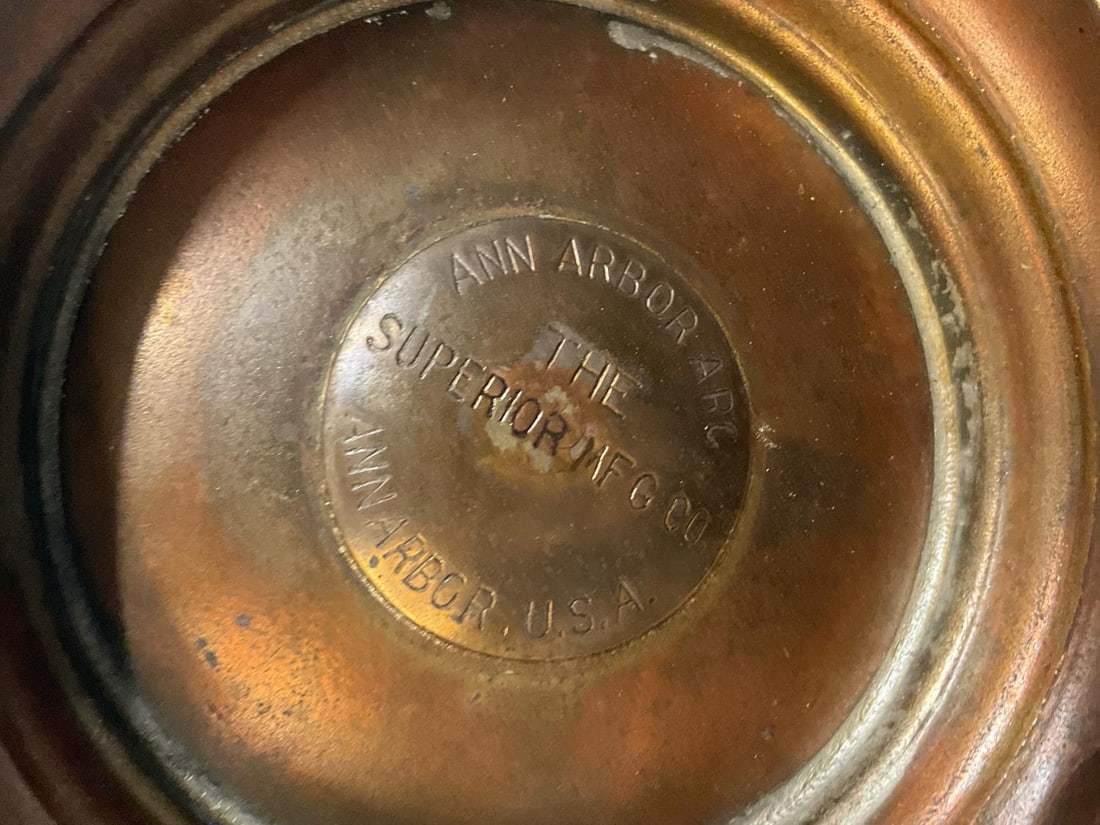 ANN ARBOR ARC
THE
SUPERIOR MFG CO.
ANN ARBOR, U.S.A.